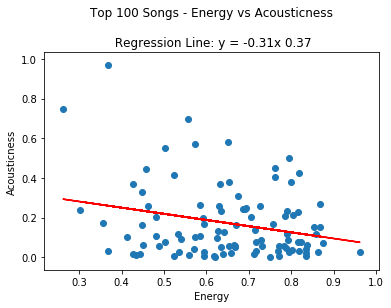 Top 100 Songs - Energy vs Acousticness
Regression Line: y = -0.31x 0.37
1.0
0.8
0.6
0.4
0.2
0.0
Acousticness
0.3 0.4 0.5 0.6 0.7 0.8 0.9 1.0
Energy